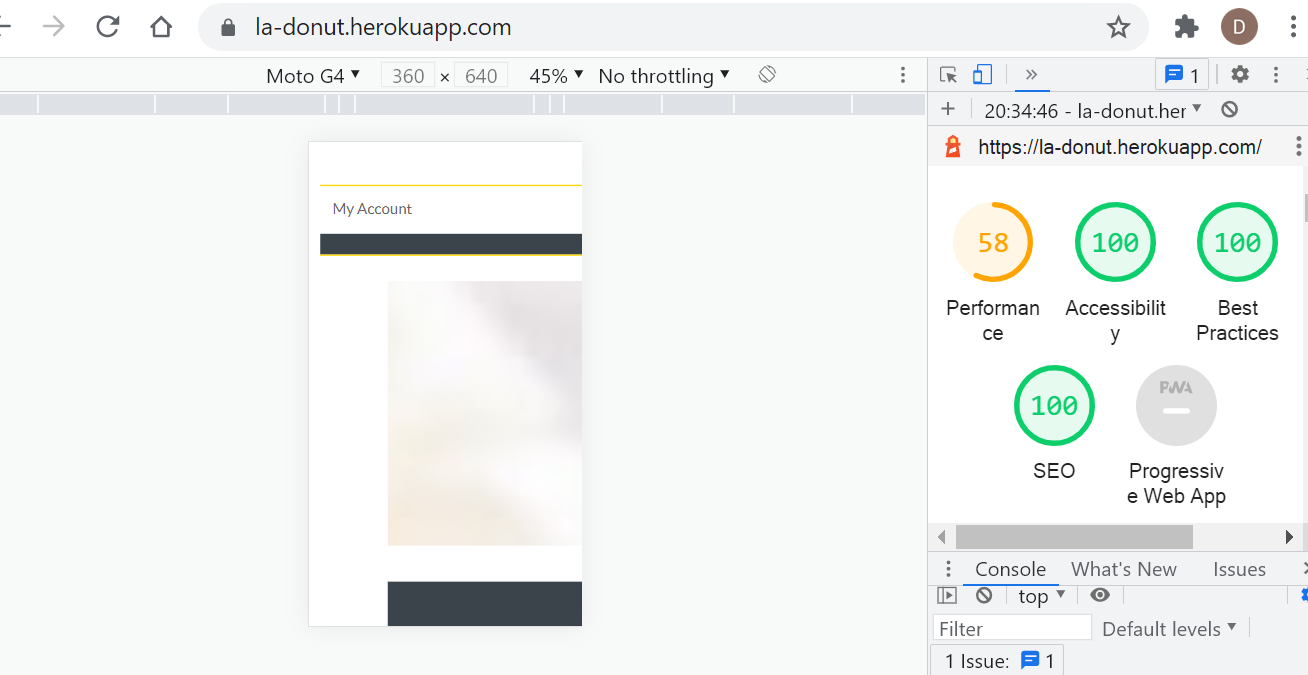 la-donut.herokuapp.com
D
Moto G4 360 × 640 45% No throttling
1
20:34:46 - la-donut.her
https://la-donut.herokuapp.com/
My Account
58 100 100
Performan
ce
Accessibilit
y
Best
Practices
100 PWA
SEO
Progressiv
e Web App
Console What's New Issues
top
Filter Default levels
1 Issue: 1